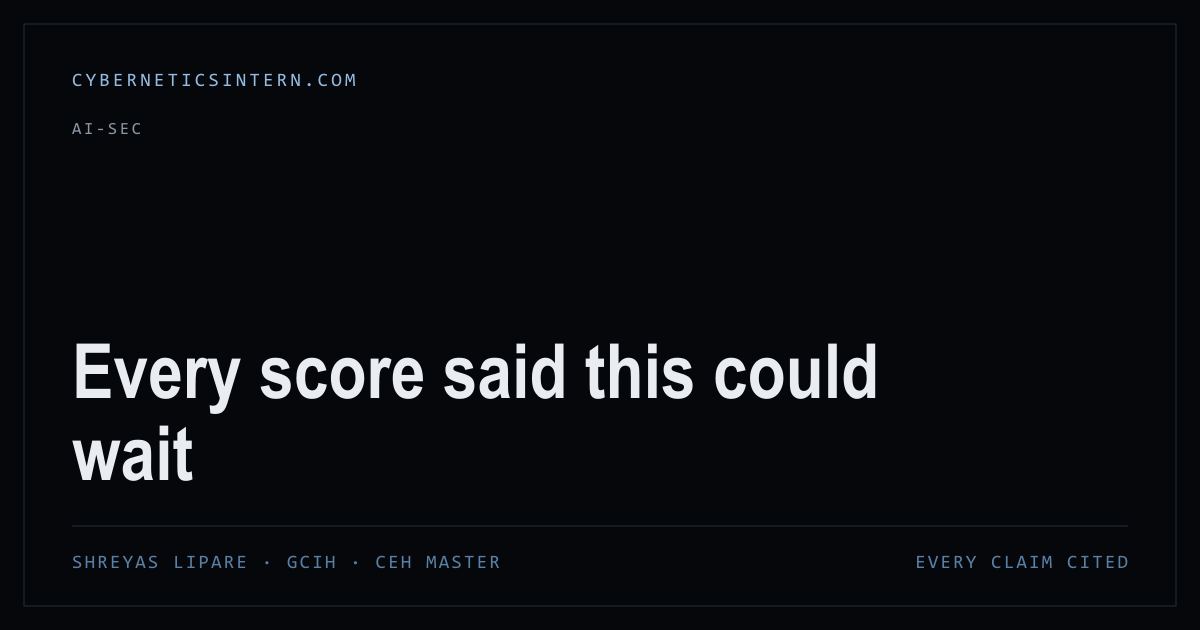 CYBERNETICSINTERN.COM
AI-SEC
Every score said this could
wait
SHREYAS LIPARE · GCIH · CEH MASTER
EVERY CLAIM CITED